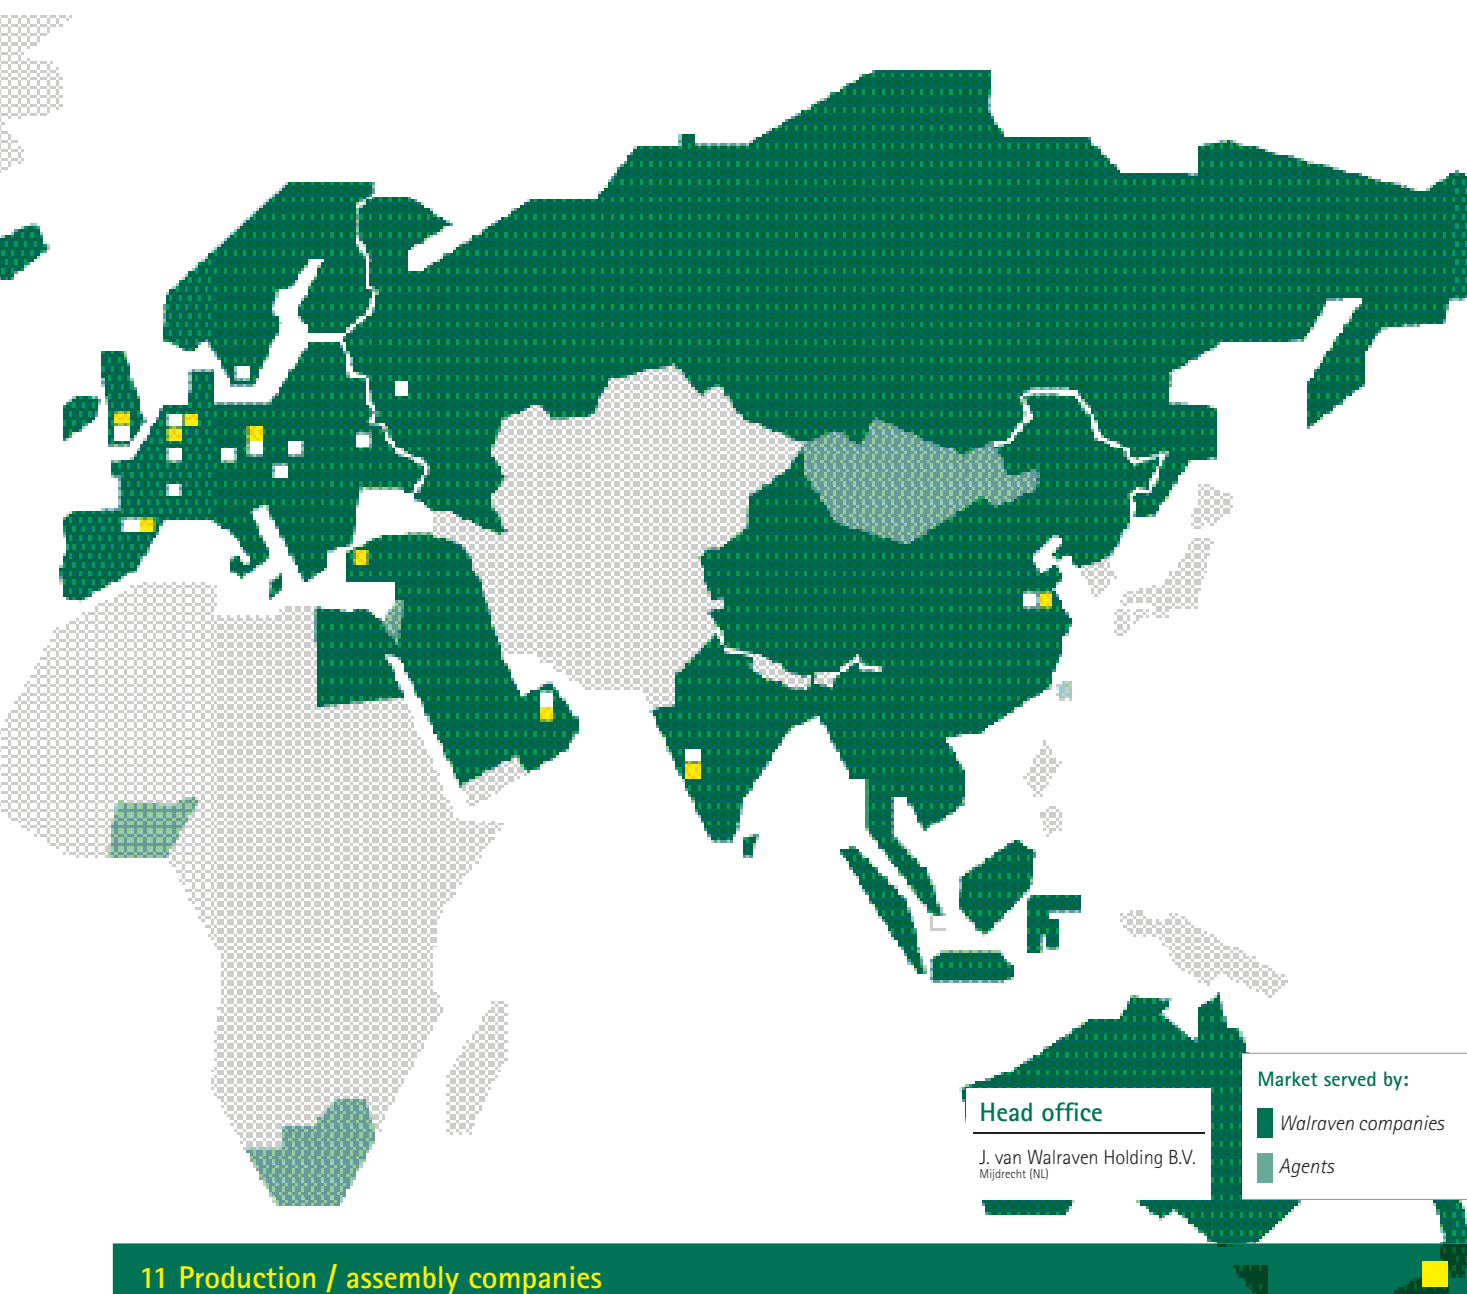 Market served by:
Walraven companies
Agents
Head office
J. van Walraven Holding B.V.
Mijdrecht (NL)
11 Production / assembly companies